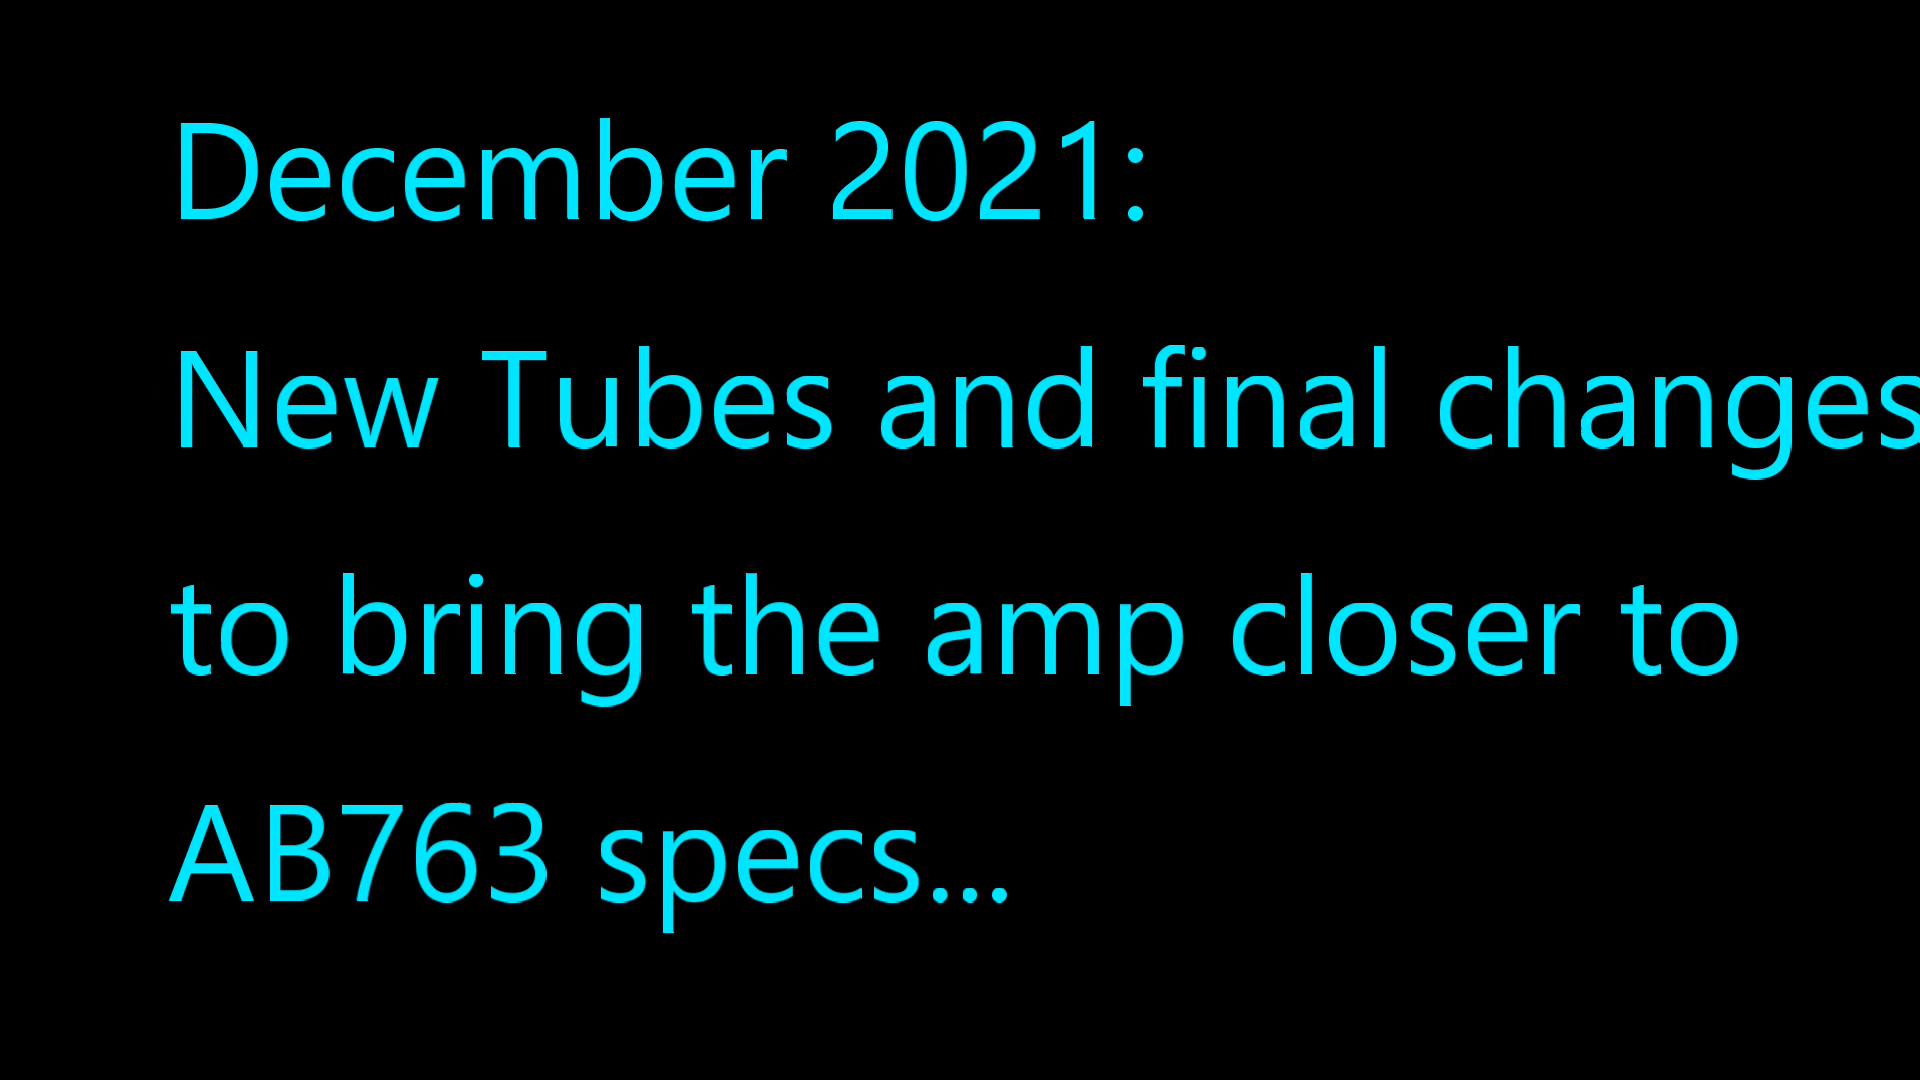 December 2021:
New Tubes and final changes
to bring the amp closer to
AB763 specs...